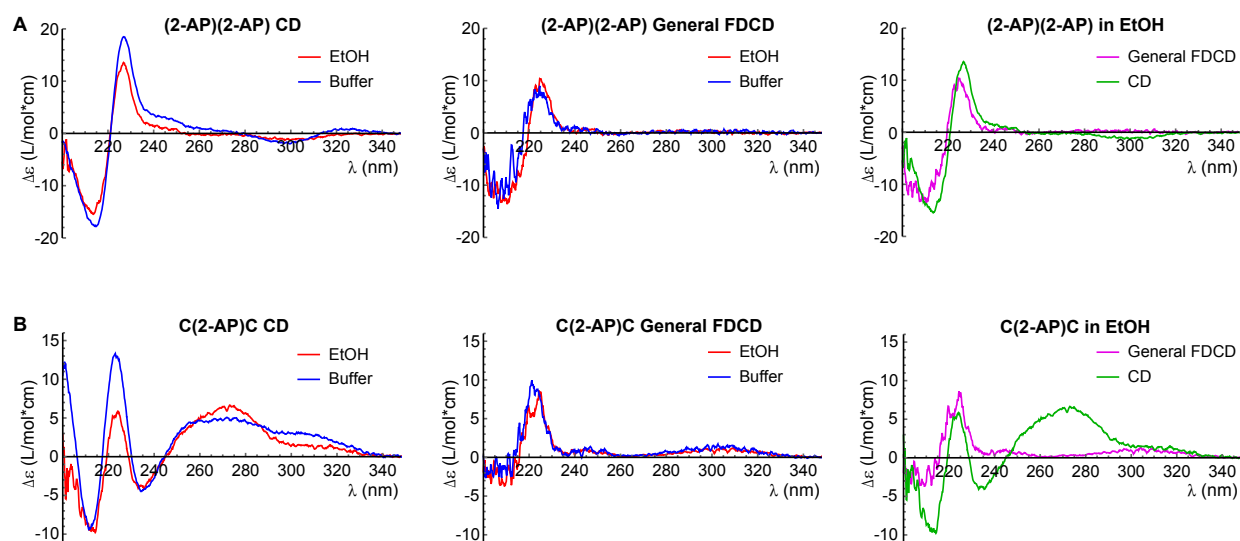 A
(2-AP)(2-AP) CD
Δε (L/mol*cm)
20
10
0
-10
-20
220 240 260 280 300 320 340
λ (nm)
EtOH
Buffer
(2-AP)(2-AP) General FDCD
Δε (L/mol*cm)
20
10
0
-10
-20
220 240 260 280 300 320 340
λ (nm)
EtOH
Buffer
(2-AP)(2-AP) in EtOH
Δε (L/mol*cm)
20
10
0
-10
-20
220 240 260 280 300 320 340
λ (nm)
General FDCD
CD
B
C(2-AP)C CD
Δε (L/mol*cm)
15
10
5
0
-5
-10
220 240 260 280 300 320 340
λ (nm)
EtOH
Buffer
C(2-AP)C General FDCD
Δε (L/mol*cm)
15
10
5
0
-5
-10
220 240 260 280 300 320 340
λ (nm)
EtOH
Buffer
C(2-AP)C in EtOH
Δε (L/mol*cm)
15
10
5
0
-5
-10
220 240 260 280 300 320 340
λ (nm)
General FDCD
CD